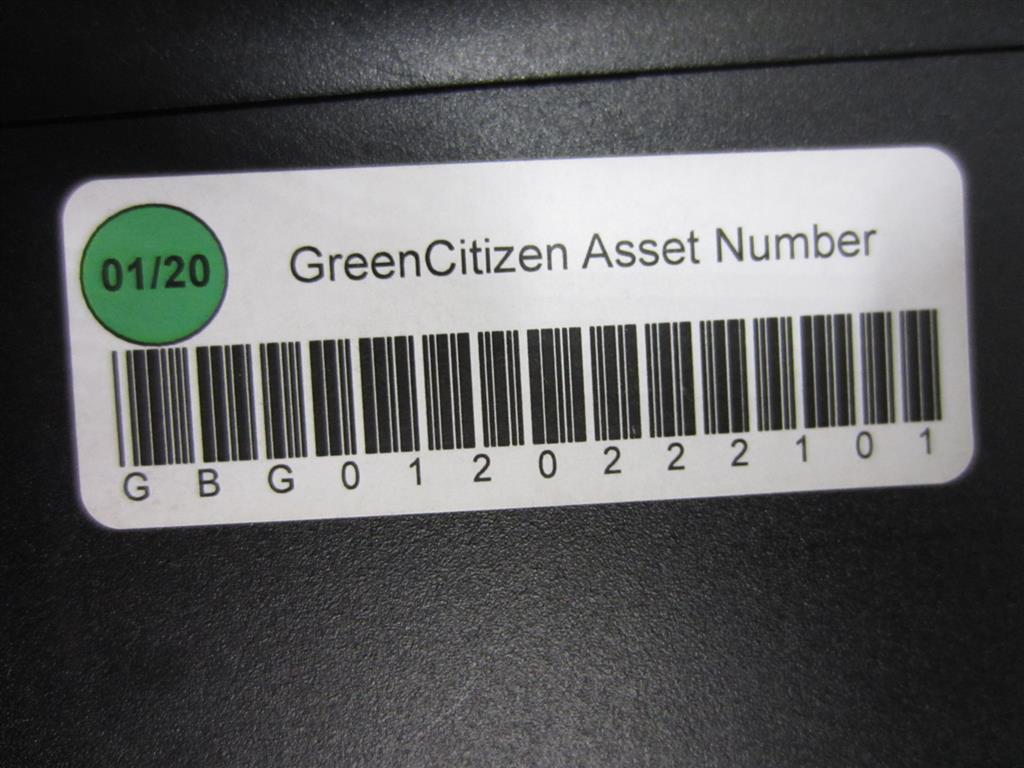 01/20
GreenCitizen Asset Number
G B G 0 1 2 0 2 2 2 1 0 1